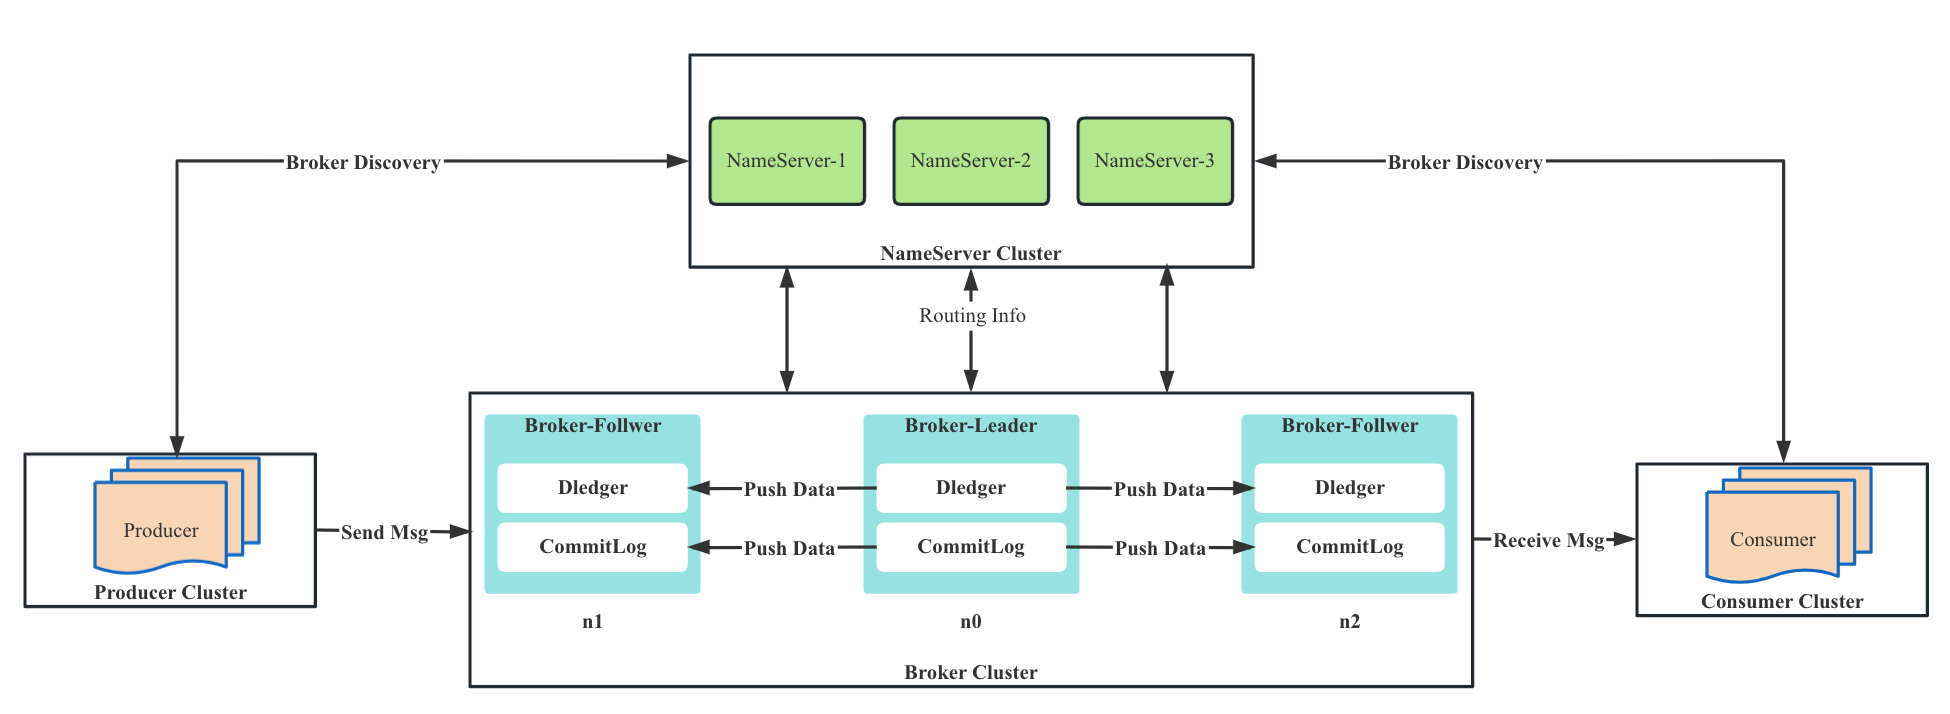 NameServer-1
NameServer-2
NameServer-3
Broker Discovery
Broker Discovery
NameServer Cluster
Routing Info
Broker-Follwer
Broker-Leader
Broker-Follwer
Dledger
Push Data
Dledger
Push Data
Dledger
Producer
Send Msg
CommitLog
Push Data
CommitLog
Push Data
CommitLog
Receive Msg
Consumer
Producer Cluster
Consumer Cluster
n1
n0
n2
Broker Cluster